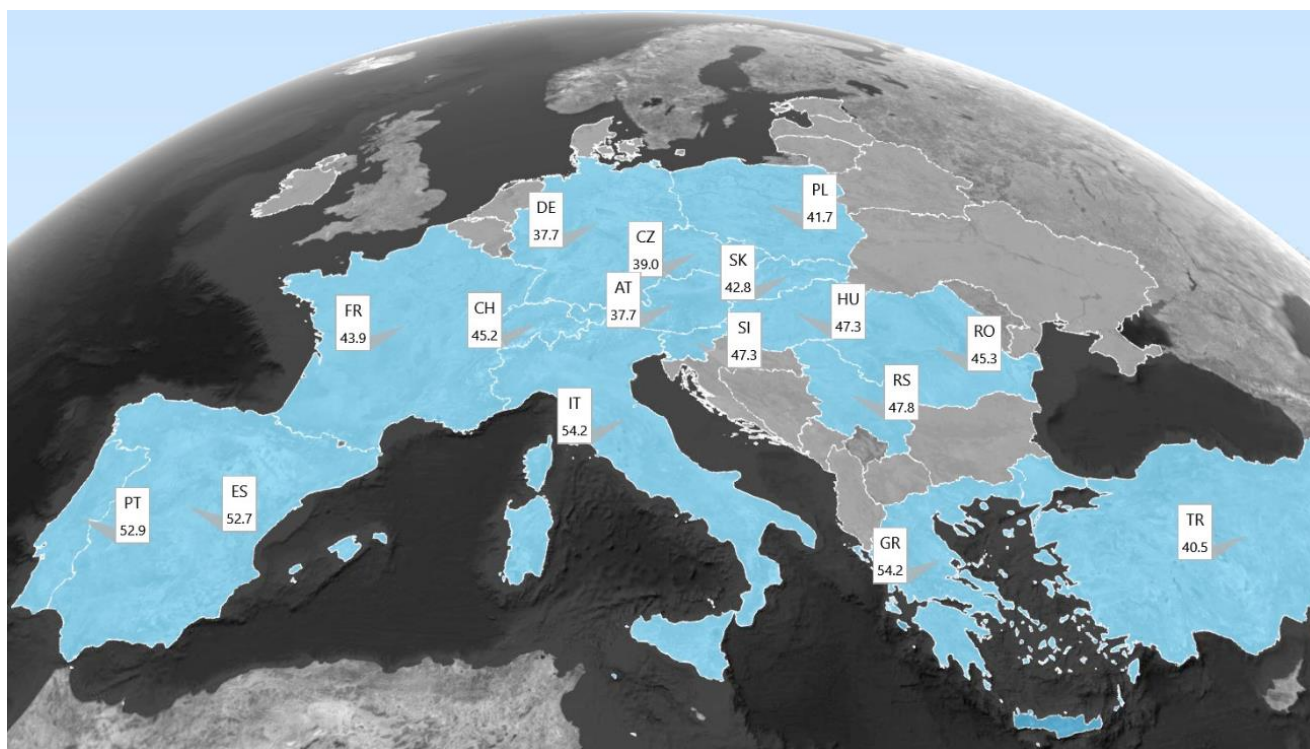 PL
41.7
DE
37.7
CZ
39.0
SK
42.8
AT
37.7
HU
47.3
FR
43.9
CH
45.2
SI
47.3
RO
45.3
RS
47.8
IT
54.2
PT
52.9
ES
52.7
GR
54.2
TR
40.5